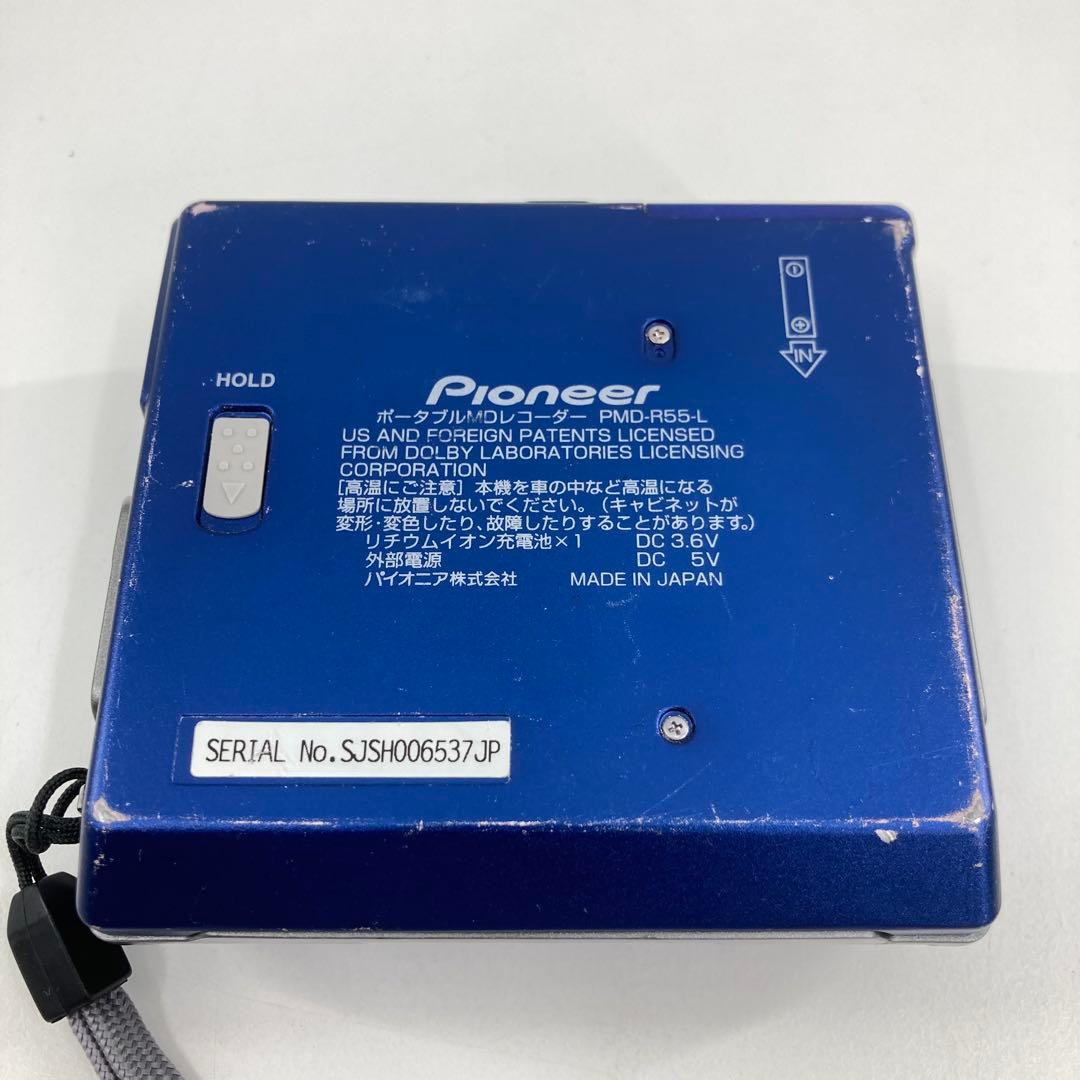 HOLD
IN
Pioneer
ポータブルMDレコーダー PMD-R55-L
US AND FOREIGN PATENTS LICENSED
FROM DOLBY LABORATORIES LICENSING
CORPORATION
[高温にご注意] 本機を車の中など高温になる
場所に放置しないでください。(キャビネットが
変形・変色したり、故障したりすることがあります。)
リチウムイオン充電池×1 DC 3.6V
外部電源 DC 5V
パイオニア株式会社 MADE IN JAPAN
SERIAL No.SJSH006537JP